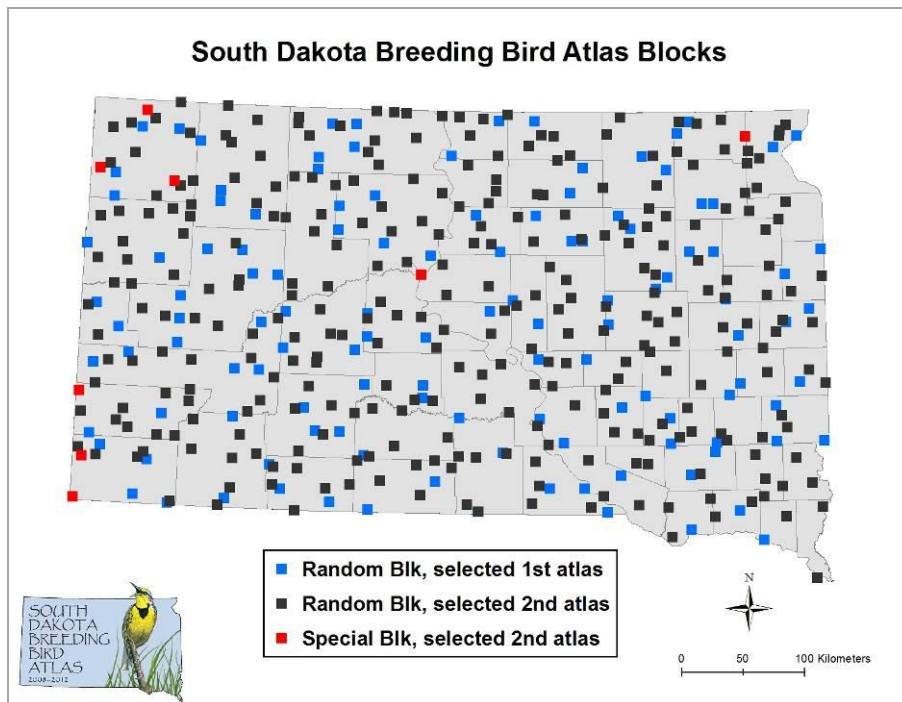 South Dakota Breeding Bird Atlas Blocks
Random Blk, selected 1st atlas
Random Blk, selected 2nd atlas
Special Blk, selected 2nd atlas
SOUTH
DAKOTA
BREEDING
BIRD
ATLAS
2008-2012
N
0 50 100 Kilometers